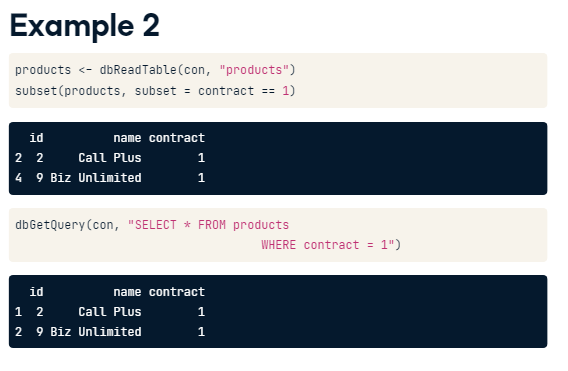 Example 2
products <- dbReadTable(con, "products")
subset(products, subset = contract == 1)
  id          name contract
2  2     Call Plus        1
4  9 Biz Unlimited        1
dbGetQuery(con, "SELECT * FROM products
                                   WHERE contract = 1")
  id          name contract
1  2     Call Plus        1
2  9 Biz Unlimited        1